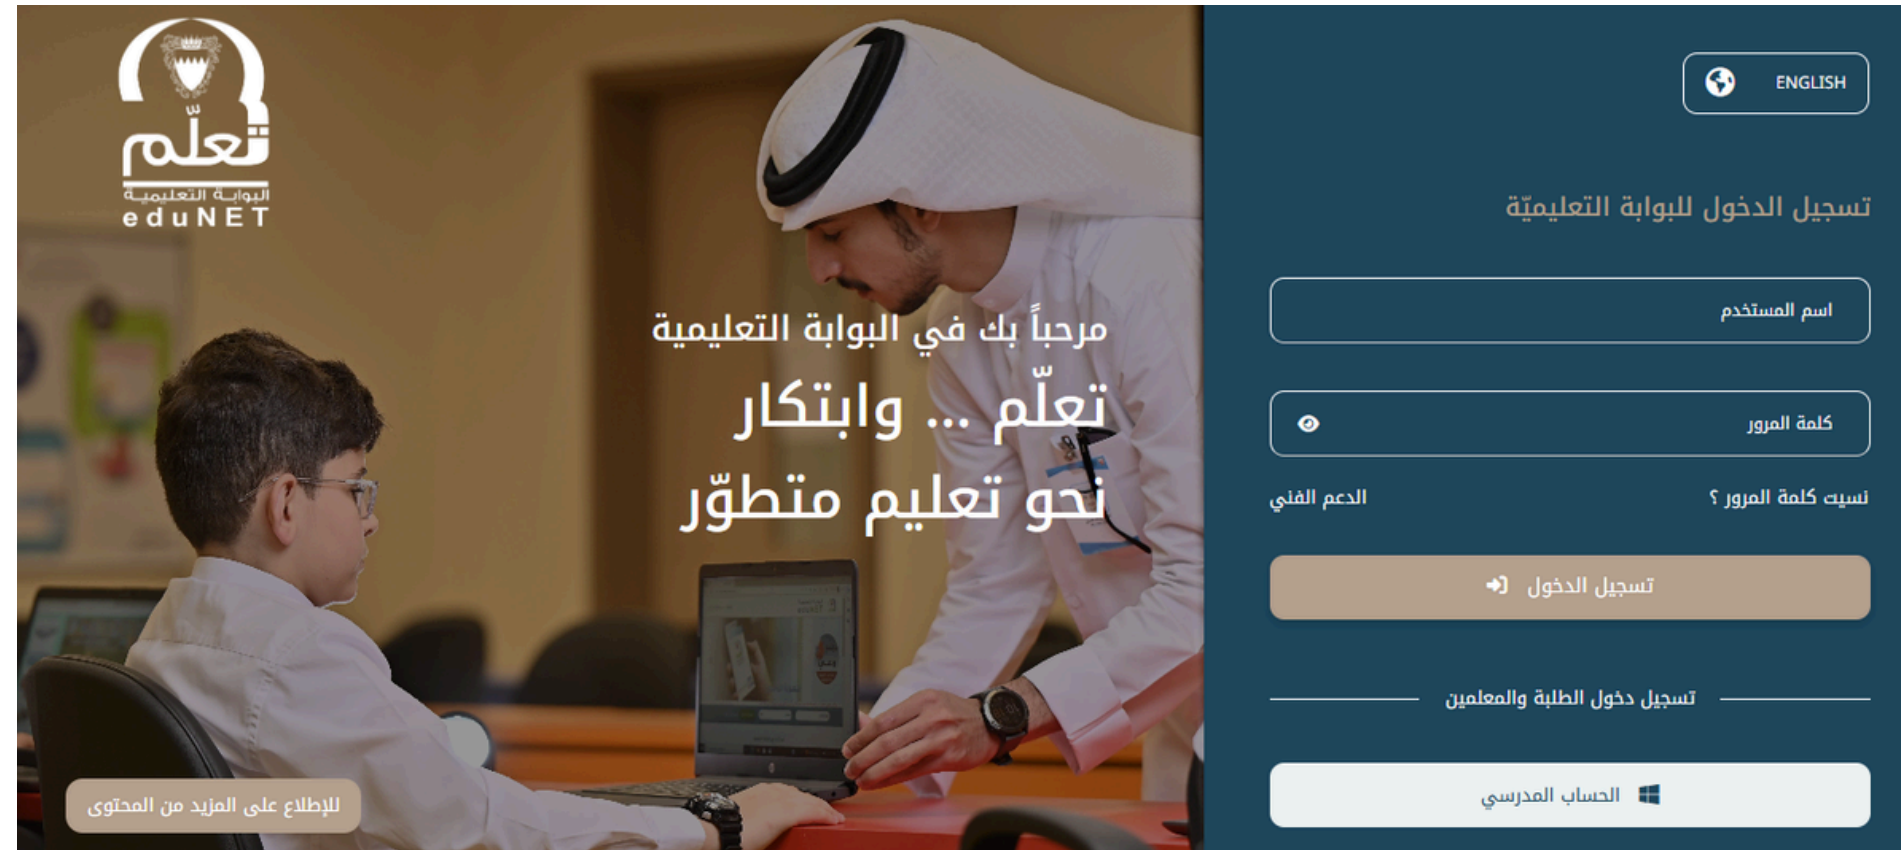 تعلّم
البوابة التعليمية
eduNET
ENGLISH
تسجيل الدخول للبوابة التعليميّة
اسم المستخدم
كلمة المرور
نسيت كلمة المرور ؟
الدعم الفني
تسجيل الدخول
تسجيل دخول الطلبة والمعلمين
الحساب المدرسي
مرحباً بك في البوابة التعليمية
تعلّم ... وابتكار
نحو تعليم متطوّر
للإطلاع على المزيد من المحتوى